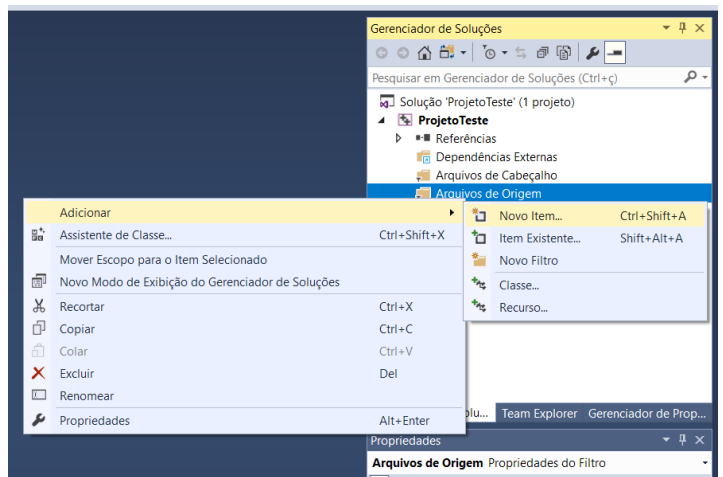 Gerenciador de Soluções
Pesquisar em Gerenciador de Soluções (Ctrl+ç)
Solução 'ProjetoTeste' (1 projeto)
ProjetoTeste
Referências
Dependências Externas
Arquivos de Cabeçalho
Arquivos de Origem
Adicionar
Assistente de Classe... Ctrl+Shift+X
Mover Escopo para o Item Selecionado
Novo Modo de Exibição do Gerenciador de Soluções
Recortar Ctrl+X
Copiar Ctrl+C
Colar Ctrl+V
Excluir Del
Renomear
Propriedades Alt+Enter
Novo Item... Ctrl+Shift+A
Item Existente... Shift+Alt+A
Novo Filtro
Classe...
Recurso...
olu... Team Explorer Gerenciador de Prop...
Propriedades
Arquivos de Origem Propriedades do Filtro